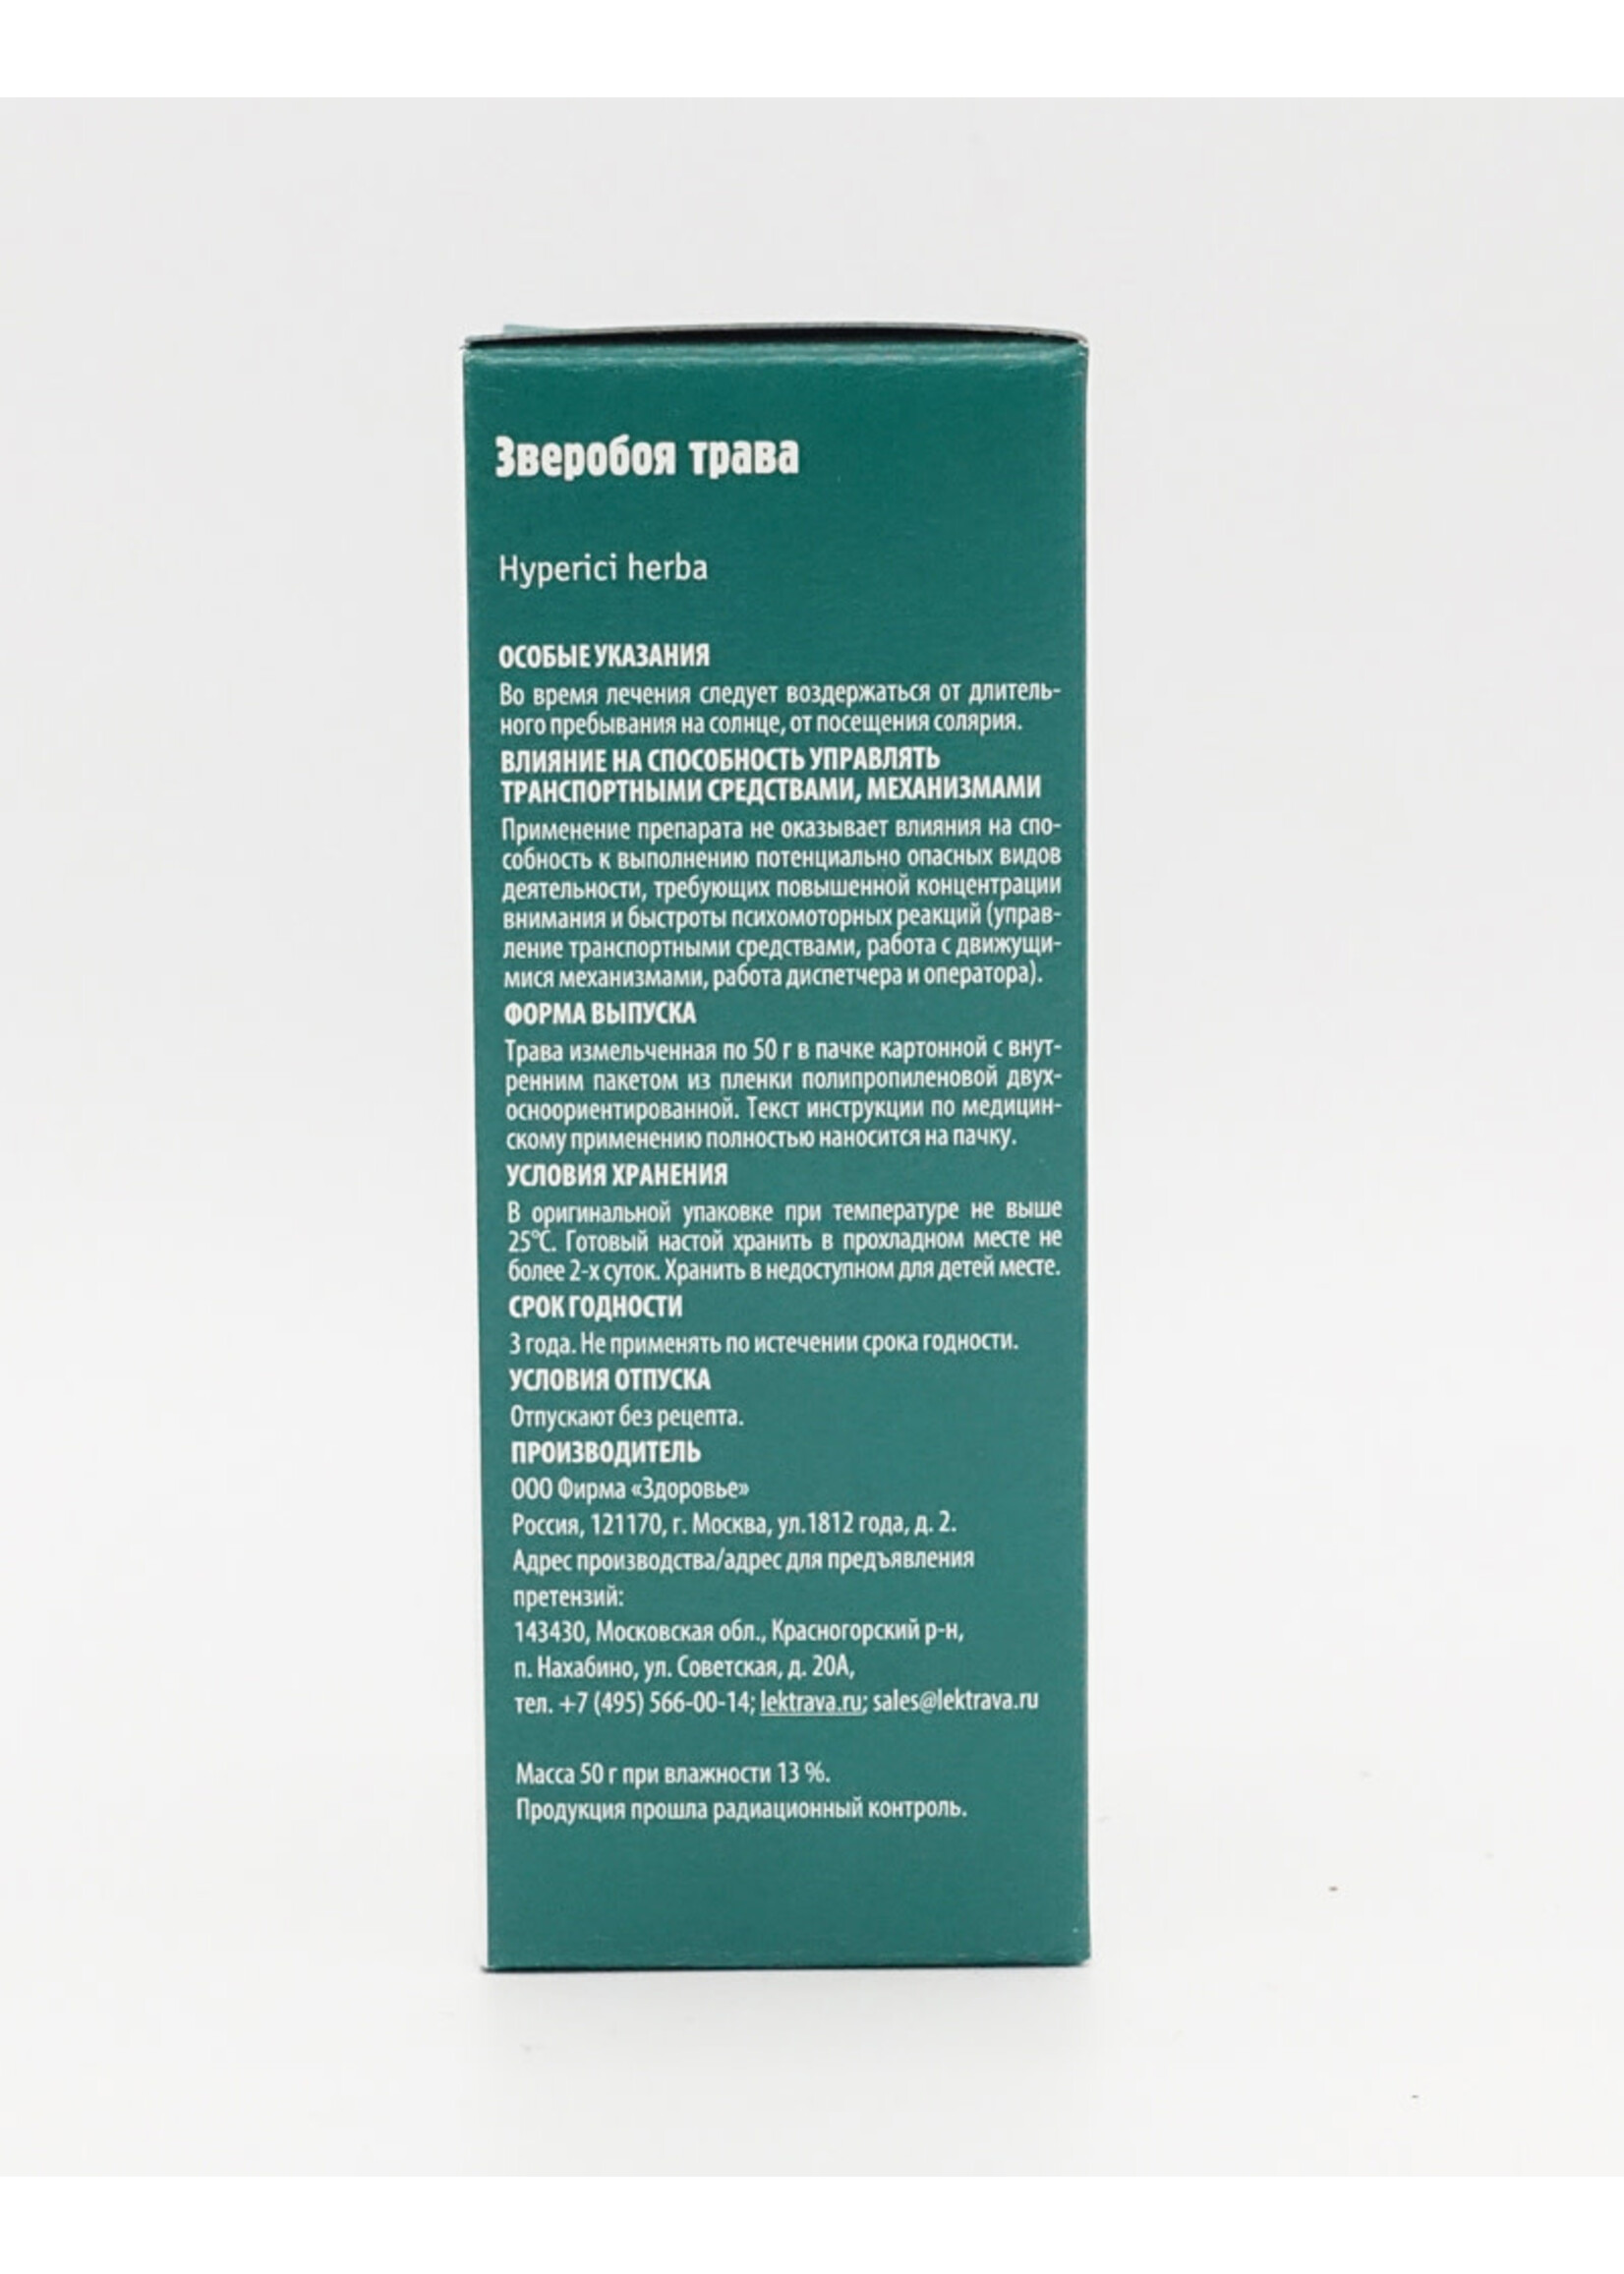 Зверобоя трава
Hyperici herba
ОСОБЫЕ УКАЗАНИЯ
Во время лечения следует воздержаться от длитель-
ного пребывания на солнце, от посещения солярия.
ВЛИЯНИЕ НА СПОСОБНОСТЬ УПРАВЛЯТЬ
ТРАНСПОРТНЫМИ СРЕДСТВАМИ, МЕХАНИЗМАМИ
Применение препарата не оказывает влияния на спо-
собность к выполнению потенциально опасных видов
деятельности, требующих повышенной концентрации
внимания и быстроты психомоторных реакций (управ-
ление транспортными средствами, работа с движущи-
мися механизмами, работа диспетчера и оператора).
ФОРМА ВЫПУСКА
Трава измельченная по 50 г в пачке картонной с внут-
ренним пакетом из пленки полипропиленовой двух-
осноориентированной. Текст инструкции по медицин-
скому применению полностью наносится на пачку.
УСЛОВИЯ ХРАНЕНИЯ
В оригинальной упаковке при температуре не выше
25°С. Готовый настой хранить в прохладном месте не
более 2-х суток. Хранить в недоступном для детей месте.
СРОК ГОДНОСТИ
3 года. Не применять по истечении срока годности.
УСЛОВИЯ ОТПУСКА
Отпускают без рецепта.
ПРОИЗВОДИТЕЛЬ
ООО Фирма «Здоровье»
Россия, 121170, г. Москва, ул.1812 года, д. 2.
Адрес производства/адрес для предъявления
претензий:
143430, Московская обл., Красногорский р-н,
п. Нахабино, ул. Советская, д. 20А,
тел. +7 (495) 566-00-14; lektrava.ru; sales@lektrava.ru
Масса 50 г при влажности 13 %.
Продукция прошла радиационный контроль.